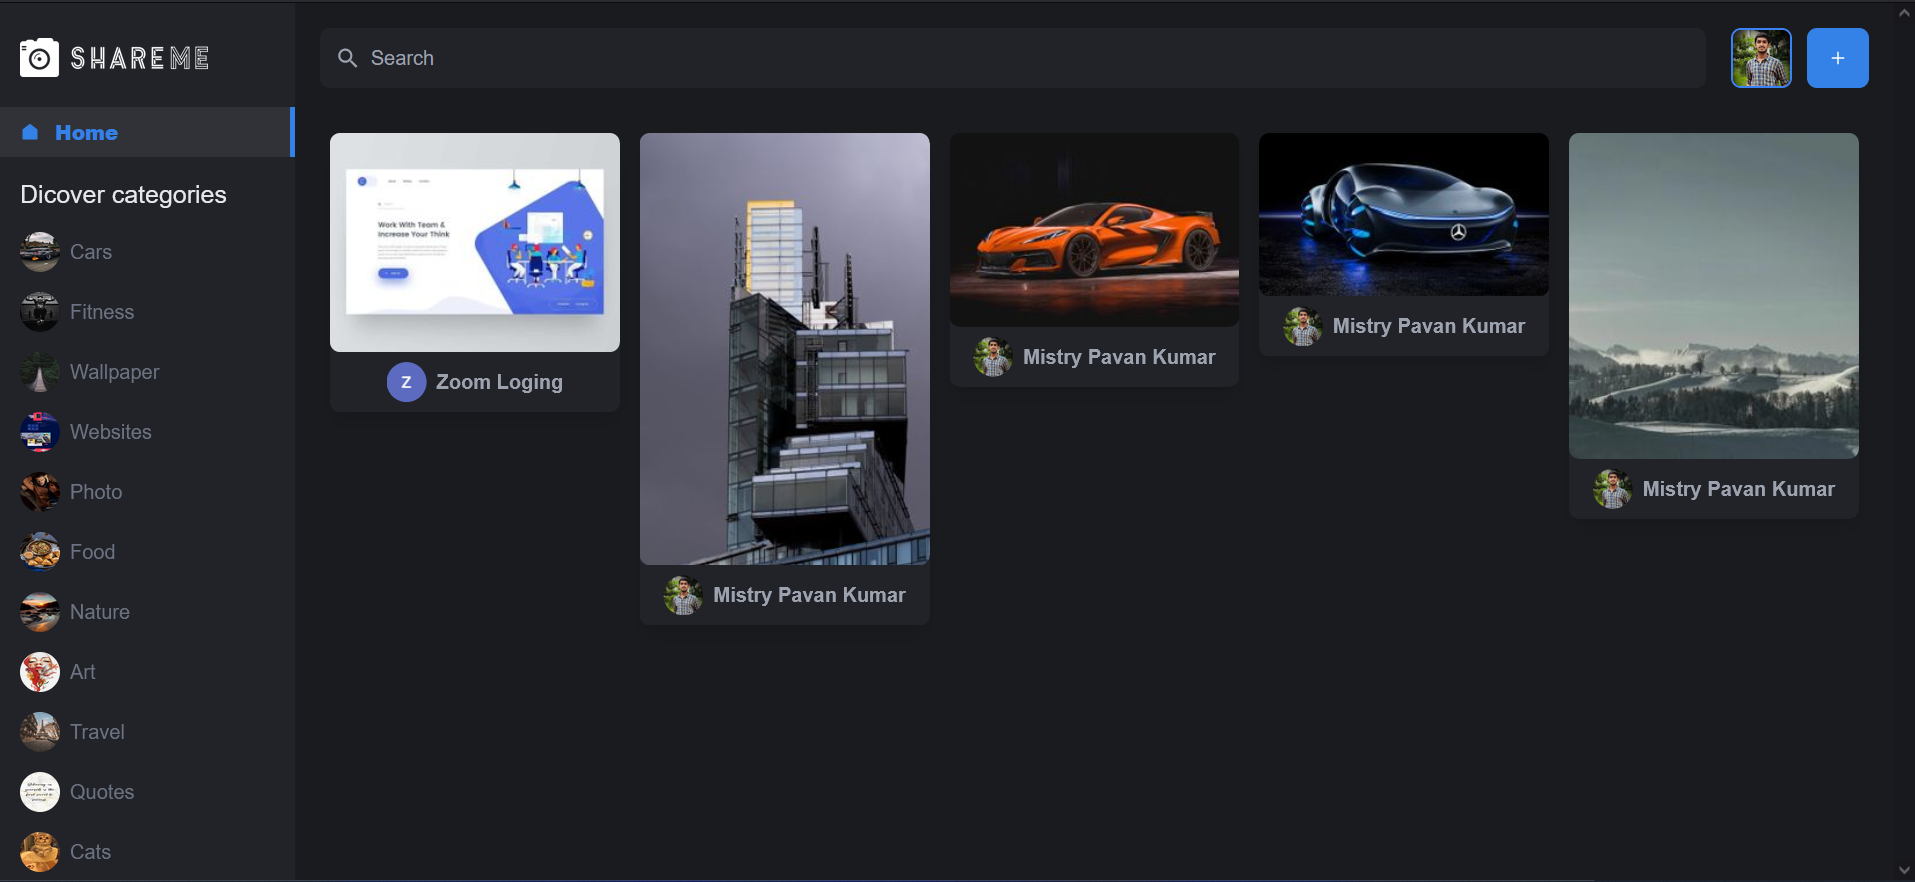 SHAREME
Search
+
Home
Dicover categories
Cars
Fitness
Wallpaper
Websites
Photo
Food
Nature
Art
Travel
Quotes
Cats
Work With Team &
Increase Your Think
Z Zoom Loging
Mistry Pavan Kumar
Mistry Pavan Kumar
Mistry Pavan Kumar
Mistry Pavan Kumar